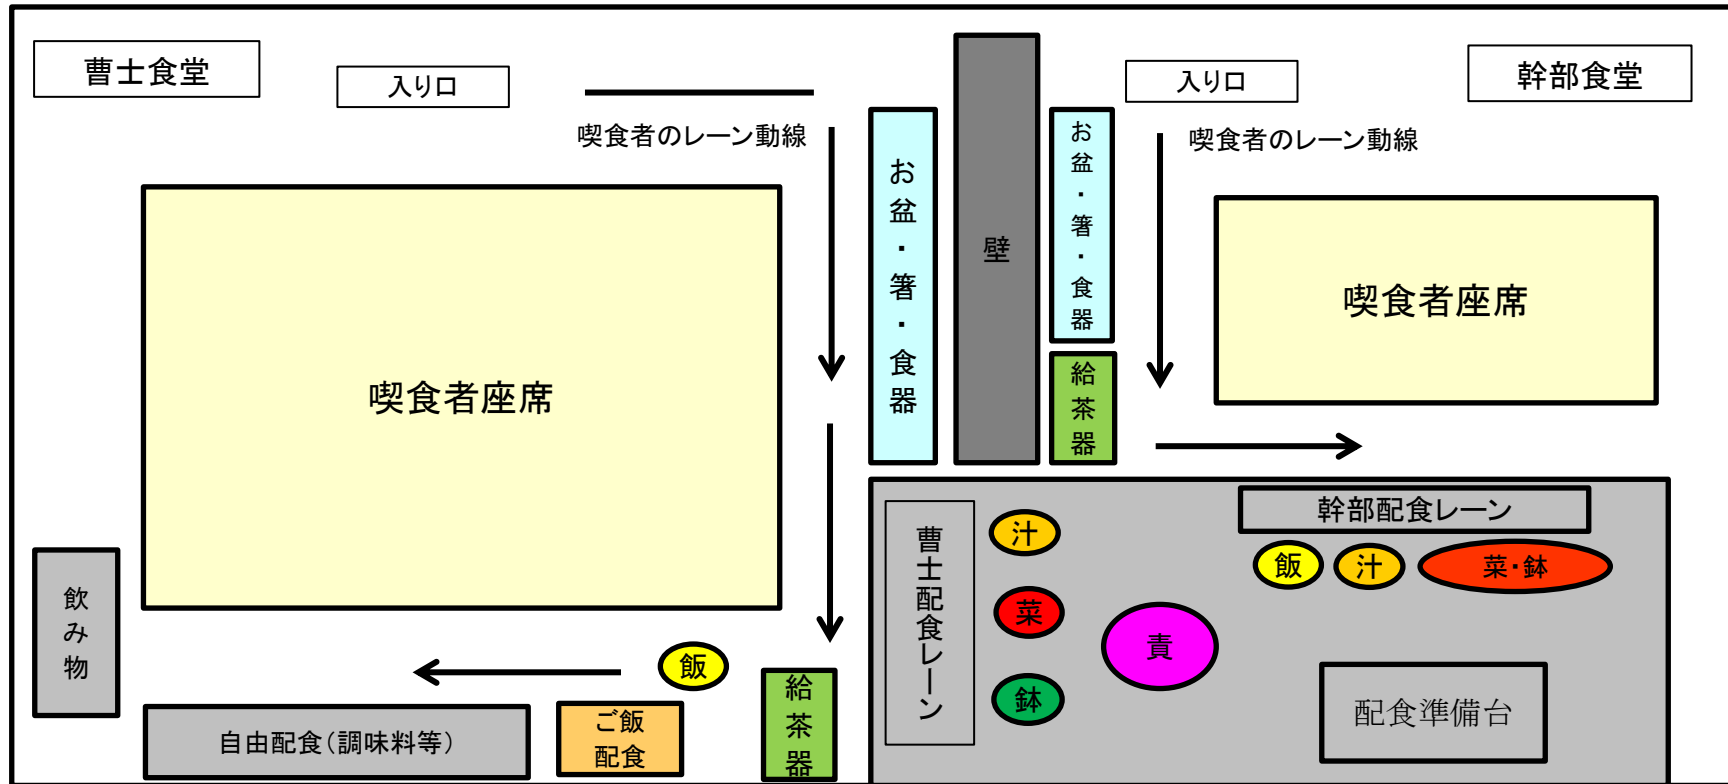 曹士食堂
入り口
入り口
幹部食堂
喫食者のレーン動線
喫食者のレーン動線
お盆・箸・食器
壁
お盆・箸・食器
給茶器
喫食者座席
喫食者座席
曹士配食レーン
汁
菜
鉢
責
幹部配食レーン
飯
汁
菜・鉢
配食準備台
飲み物
自由配食(調味料等)
飯
ご飯
配食
給茶器